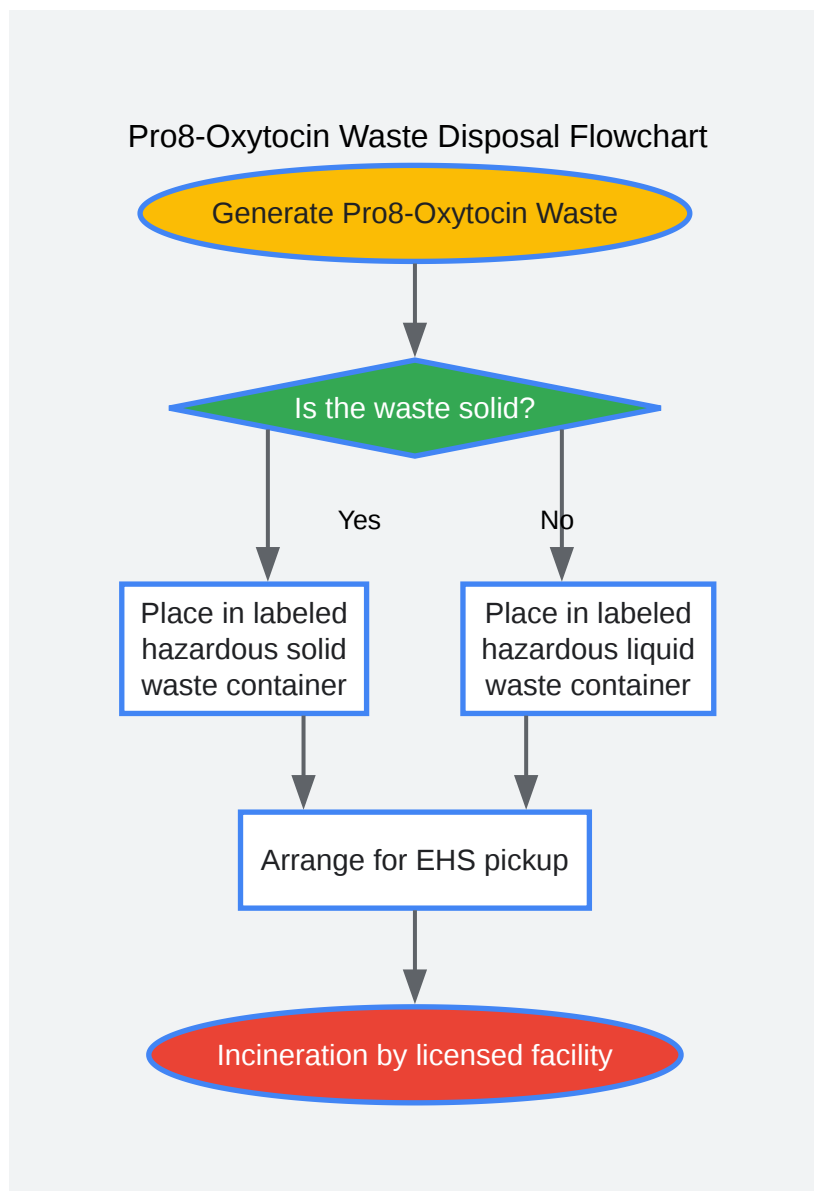 Pro8-Oxytocin Waste Disposal Flowchart
Generate Pro8-Oxytocin Waste
Is the waste solid?
Yes
No
Place in labeled
hazardous solid
waste container
Place in labeled
hazardous liquid
waste container
Arrange for EHS pickup
Incineration by licensed facility